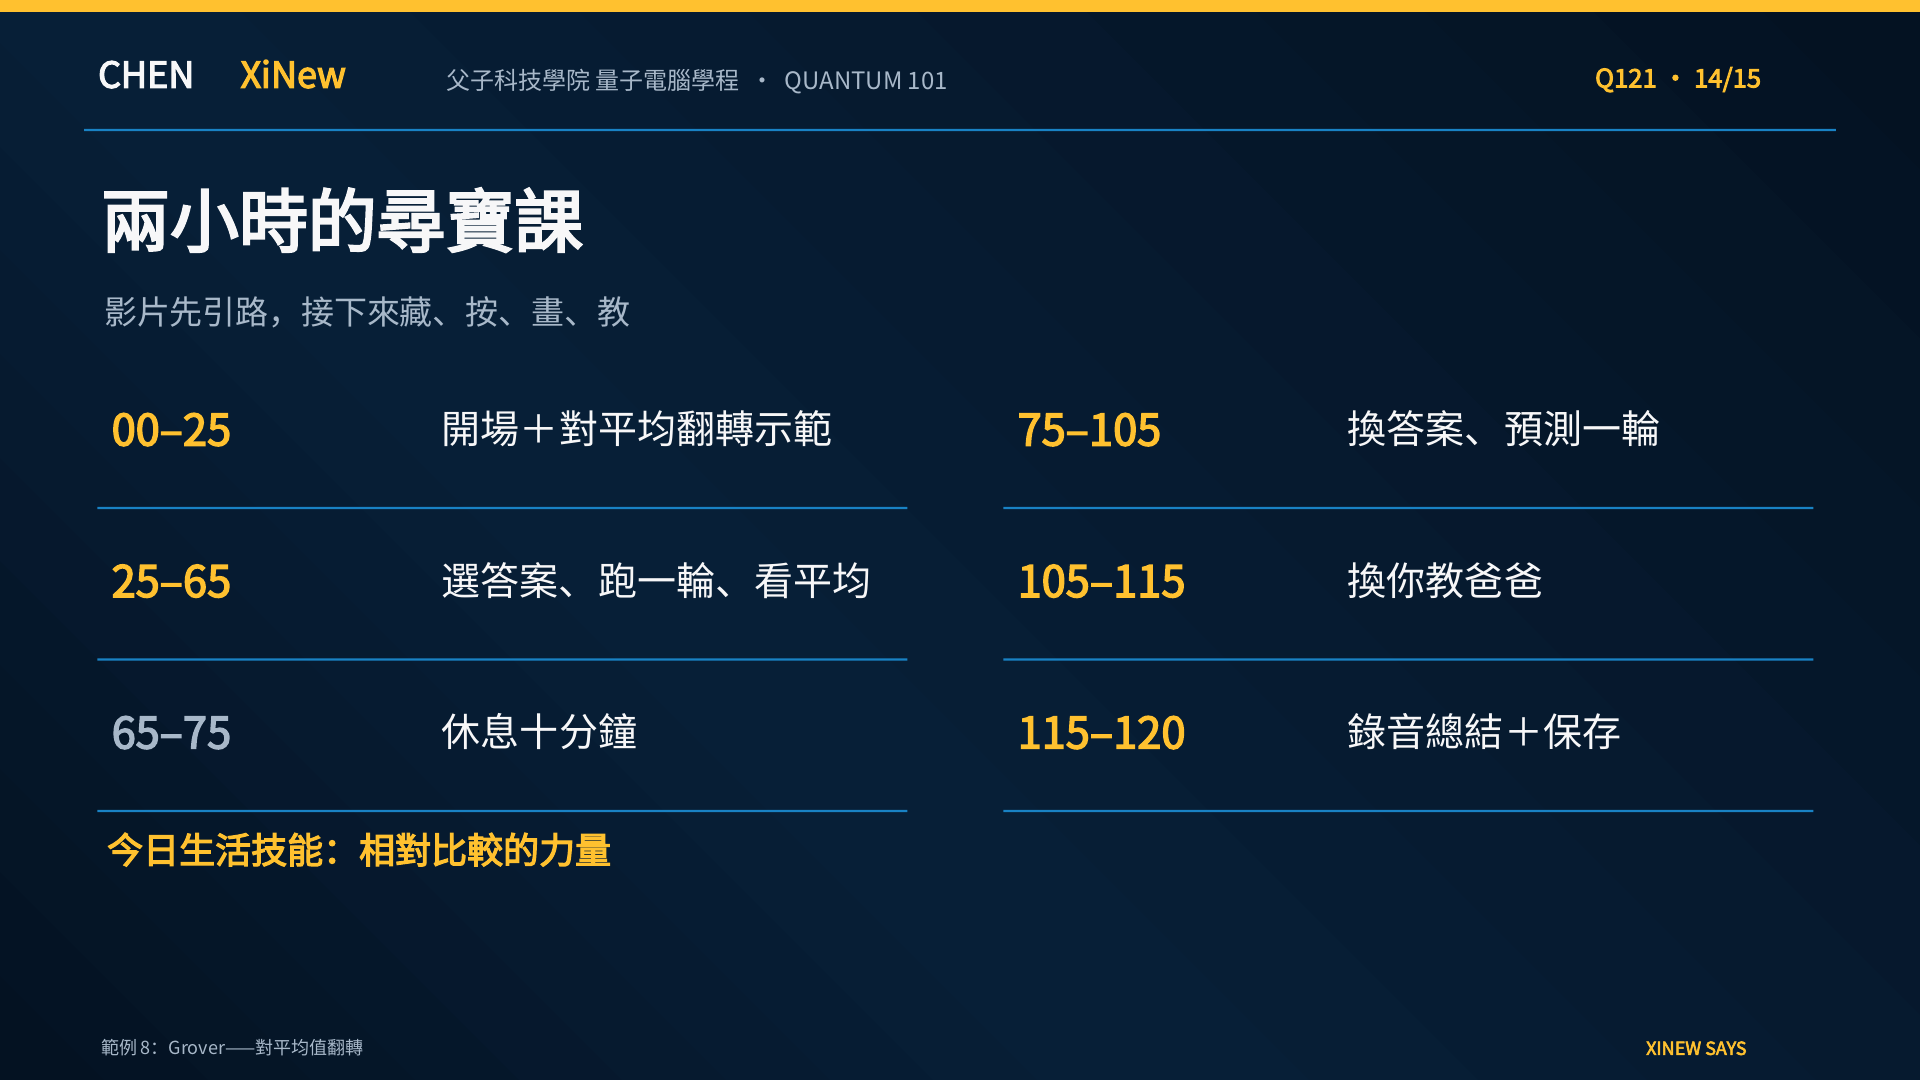 CHEN XiNew 父子科技學院 量子電腦學程 • QUANTUM 101 Q121 • 14/15
兩小時的尋寶課
影片先引路，接下來藏、按、畫、教
00–25 開場＋對平均翻轉示範
25–65 選答案、跑一輪、看平均
65–75 休息十分鐘
75–105 換答案、預測一輪
105–115 換你教爸爸
115–120 錄音總結＋保存
今日生活技能：相對比較的力量
範例 8：Grover——對平均值翻轉
XINEW SAYS